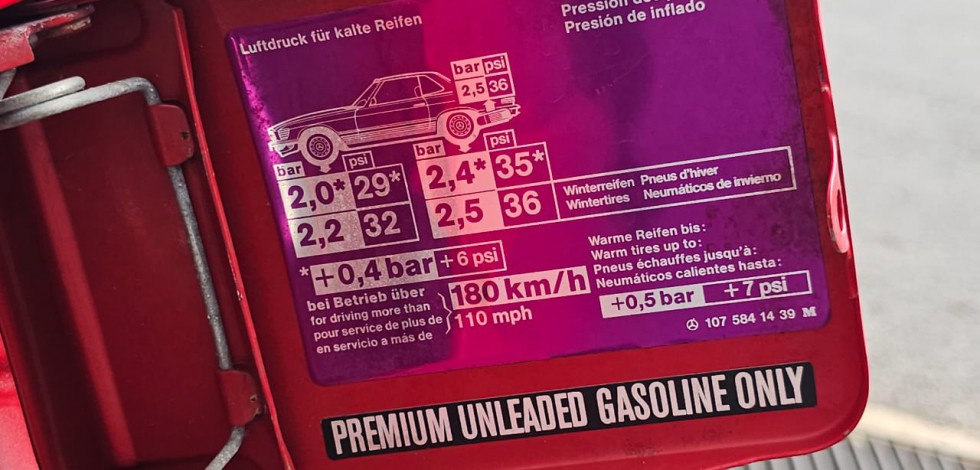 Luftdruck für kalte Reifen
Pression de
Presión de inflado
bar psi
2,5 36
bar psi
2,0* 29*
2,2 32
bar psi
2,4* 35*
2,5 36
Winterreifen Pneus d'hiver
Wintertires Neumáticos de invierno
*+0,4 bar +6 psi
bei Betrieb über
for driving more than
pour service de plus de
en servicio a más de
180 km/h
110 mph
Warme Reifen bis:
Warm tires up to:
Pneus échauffes jusqu'à:
Neumáticos calientes hasta:
+0,5 bar +7 psi
107 584 14 39 M
PREMIUM UNLEADED GASOLINE ONLY